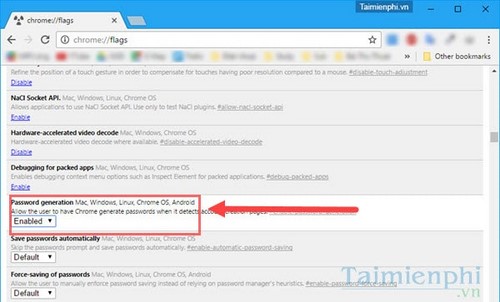 Taimienphi.vn
chrome://flags
chrome://flags
Other bookmarks
Refine the position of a touch gesture in order to compensate for touches having poor resolution compared to a mouse. #disable-touch-adjustment
Disable
NaCl Socket API. Mac, Windows, Linux, Chrome OS
Allows applications to use NaCl Socket API. Use only to test NaCl plugins. #allow-nacl-socket-api
Enable
Hardware-accelerated video decode Mac, Windows, Linux, Chrome OS
Hardware-accelerated video decode where available. #disable-accelerated-video-decode
Disable
Debugging for packed apps Mac, Windows, Linux, Chrome OS
Enables debugging context menu options such as Inspect Element for packed applications. #debug-packed-apps
Enable
Password generation Mac, Windows, Linux, Chrome OS, Android
Allow the user to have Chrome generate passwords when it detects
Enabled
Save passwords automatically Mac, Windows, Linux, Chrome OS
Skip the prompt and save passwords automatically. #enable-automatic-password-saving
Default
Force-saving of passwords Mac, Windows, Linux, Chrome OS, Android
Allow the user to manually enforce password saving instead of relying on password manager's heuristics.
Default
Taimienphi
.vn